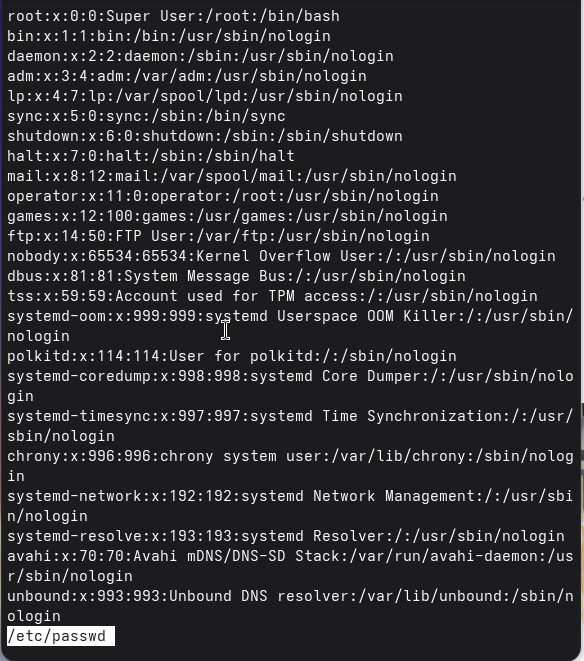 root:x:0:0:Super User:/root:/bin/bash
bin:x:1:1:bin:/bin:/usr/sbin/nologin
daemon:x:2:2:daemon:/sbin:/usr/sbin/nologin
adm:x:3:4:adm:/var/adm:/usr/sbin/nologin
lp:x:4:7:lp:/var/spool/lpd:/usr/sbin/nologin
sync:x:5:0:sync:/sbin:/bin/sync
shutdown:x:6:0:shutdown:/sbin:/sbin/shutdown
halt:x:7:0:halt:/sbin:/sbin/halt
mail:x:8:12:mail:/var/spool/mail:/usr/sbin/nologin
operator:x:11:0:operator:/root:/usr/sbin/nologin
games:x:12:100:games:/usr/games:/usr/sbin/nologin
ftp:x:14:50:FTP User:/var/ftp:/usr/sbin/nologin
nobody:x:65534:65534:Kernel Overflow User:/:/usr/sbin/nologin
dbus:x:81:81:System Message Bus:/:/usr/sbin/nologin
tss:x:59:59:Account used for TPM access:/:/usr/sbin/nologin
systemd-oom:x:999:999:systemd Userspace OOM Killer:/:/usr/sbin/
nologin
polkitd:x:114:114:User for polkitd:/:/sbin/nologin
systemd-coredump:x:998:998:systemd Core Dumper:/:/usr/sbin/nolo
gin
systemd-timesync:x:997:997:systemd Time Synchronization:/:/usr/
sbin/nologin
chrony:x:996:996:chrony system user:/var/lib/chrony:/sbin/nolog
in
systemd-network:x:192:192:systemd Network Management:/:/usr/sbi
n/nologin
systemd-resolve:x:193:193:systemd Resolver:/:/usr/sbin/nologin
avahi:x:70:70:Avahi mDNS/DNS-SD Stack:/var/run/avahi-daemon:/us
r/sbin/nologin
unbound:x:993:993:Unbound DNS resolver:/var/lib/unbound:/sbin/n
ologin
/etc/passwd